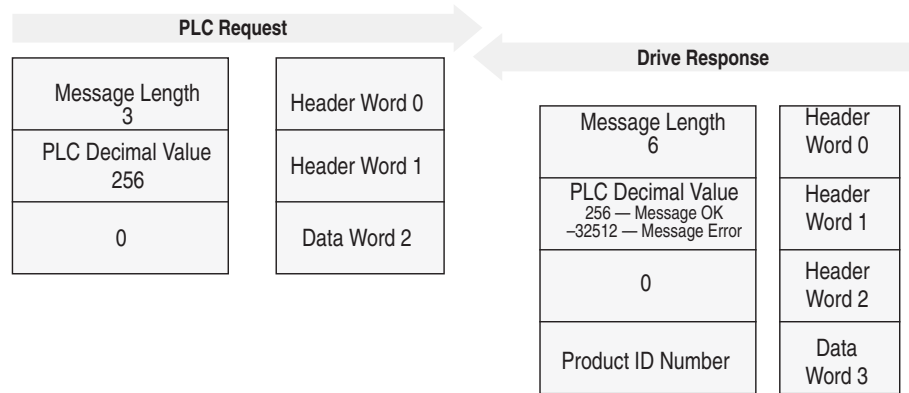 PLC Request
Message Length
3
Header Word 0
PLC Decimal Value
256
Header Word 1
0
Data Word 2
Drive Response
Message Length
6
Header
Word 0
PLC Decimal Value
256 — Message OK
–32512 — Message Error
Header
Word 1
0
Header
Word 2
Product ID Number
Data
Word 3